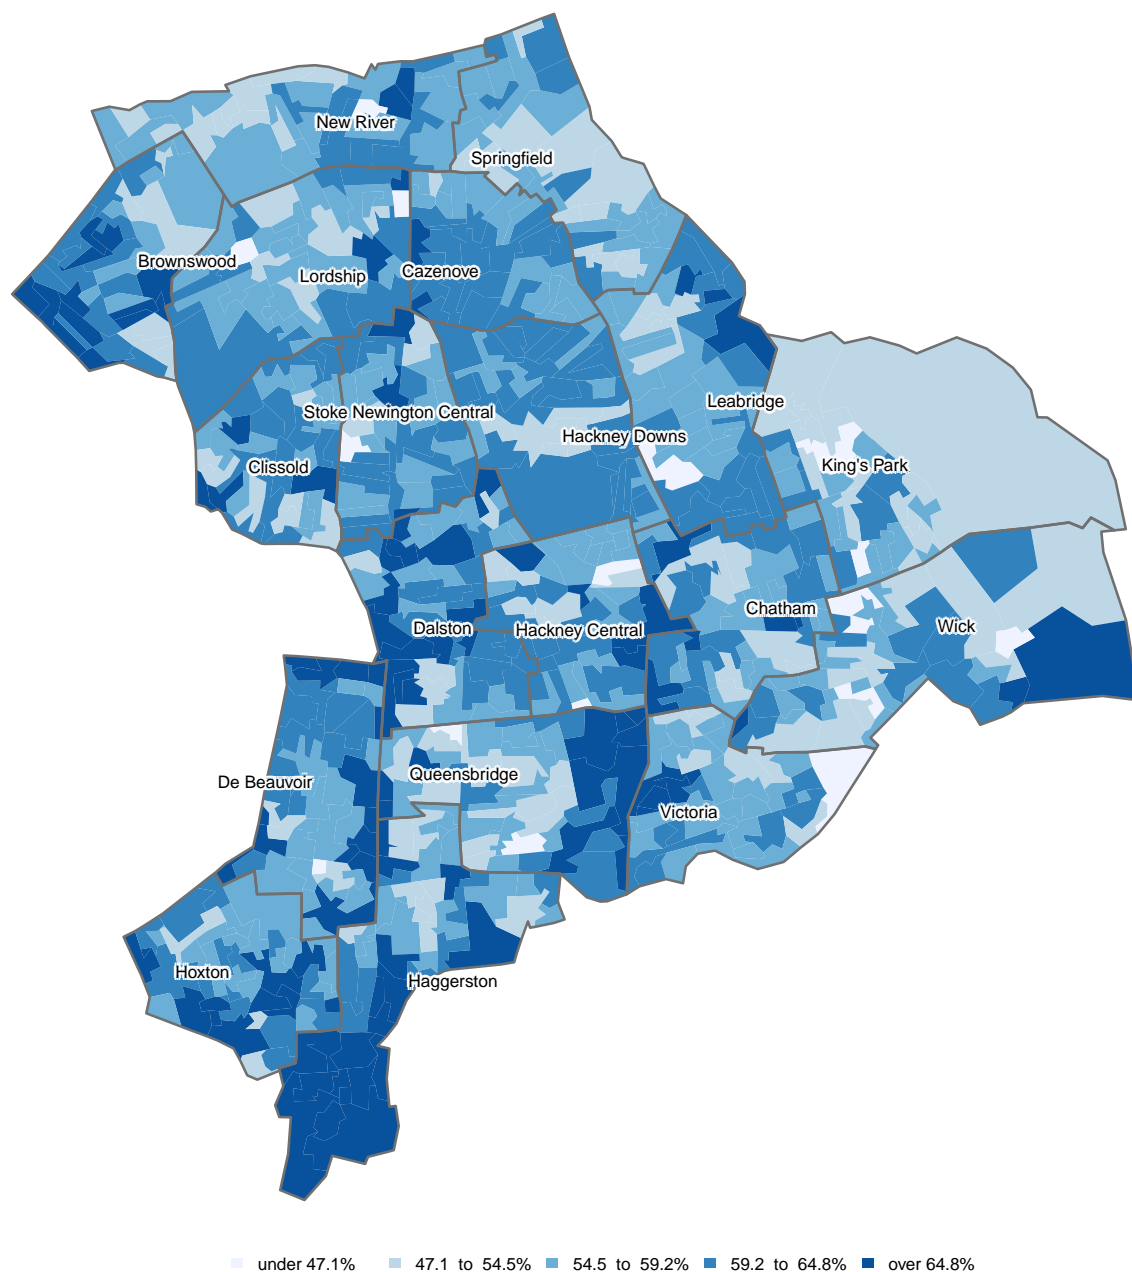 New River
Springfield
Brownswood
Lordship
Cazenove
Leabridge
Stoke Newington Central
Hackney Downs
Clissold
King's Park
Chatham
Dalston
Hackney Central
Wick
De Beauvoir
Queensbridge
Victoria
Hoxton
Haggerston
under 47.1% 47.1 to 54.5% 54.5 to 59.2% 59.2 to 64.8% over 64.8%